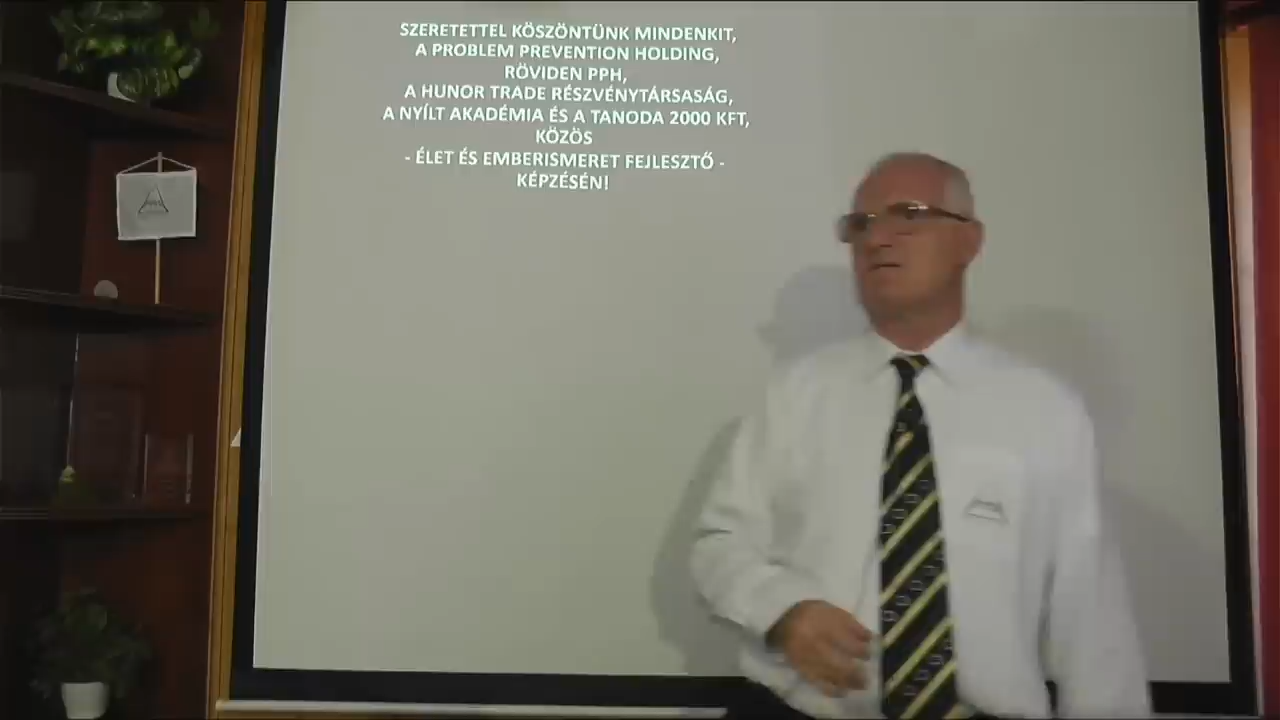 SZERETETTEL KÖSZÖNTÜNK MINDENKIT,
A PROBLEM PREVENTION HOLDING,
RÖVIDEN PPH,
A HUNOR TRADE RÉSZVÉNYTÁRSASÁG,
A NYÍLT AKADÉMIA ÉS A TANODA 2000 KFT,
KÖZÖS
- ÉLET ÉS EMBERISMERET FEJLESZTŐ -
KÉPZÉSÉN!